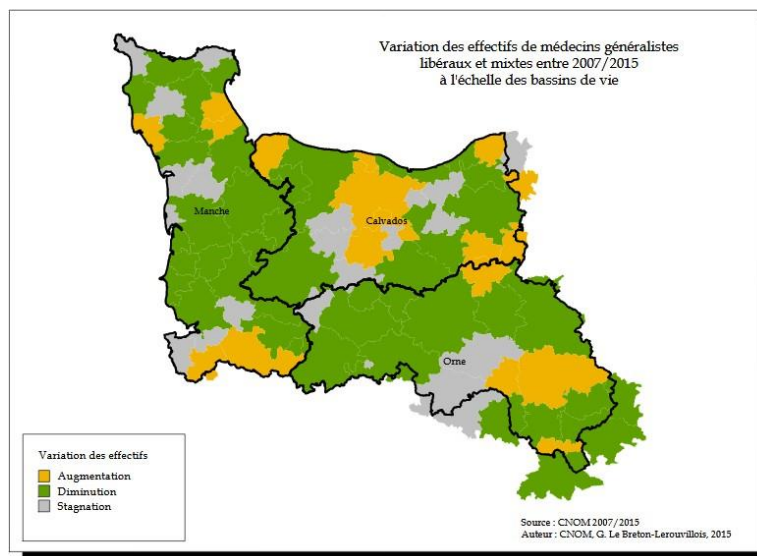 Variation des effectifs de médecins généralistes
libéraux et mixtes entre 2007/2015
à l'échelle des bassins de vie
Manche
Calvados
Orne
Variation des effectifs
Augmentation
Diminution
Stagnation
Source : CNOM 2007/2015
Auteur : CNOM, G. Le Breton-Lerouvillois, 2015